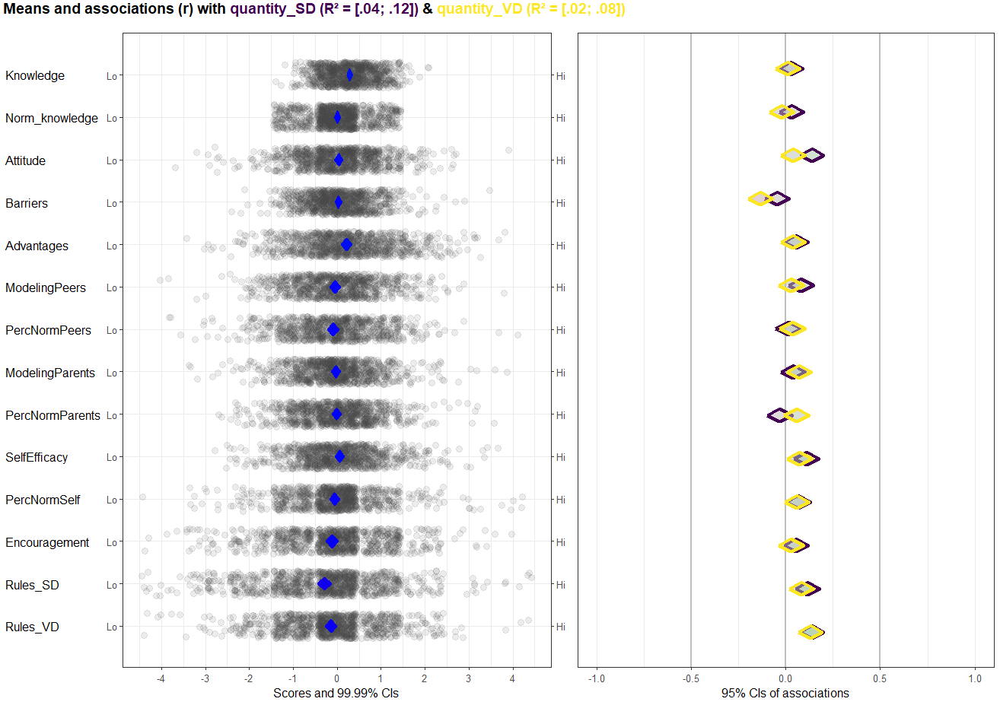 Means and associations (r) with quantity_SD (R² = [.04; .12]) & quantity_VD (R² = [.02; .08])
Knowledge Lo Hi
Norm_knowledge Lo Hi
Attitude Lo Hi
Barriers Lo Hi
Advantages Lo Hi
ModelingPeers Lo Hi
PercNormPeers Lo Hi
ModelingParents Lo Hi
PercNormParents Lo Hi
SelfEfficacy Lo Hi
PercNormSelf Lo Hi
Encouragement Lo Hi
Rules_SD Lo Hi
Rules_VD Lo Hi
-4 -3 -2 -1 0 1 2 3 4
Scores and 99.99% CIs
-1.0 -0.5 0.0 0.5 1.0
95% CIs of associations